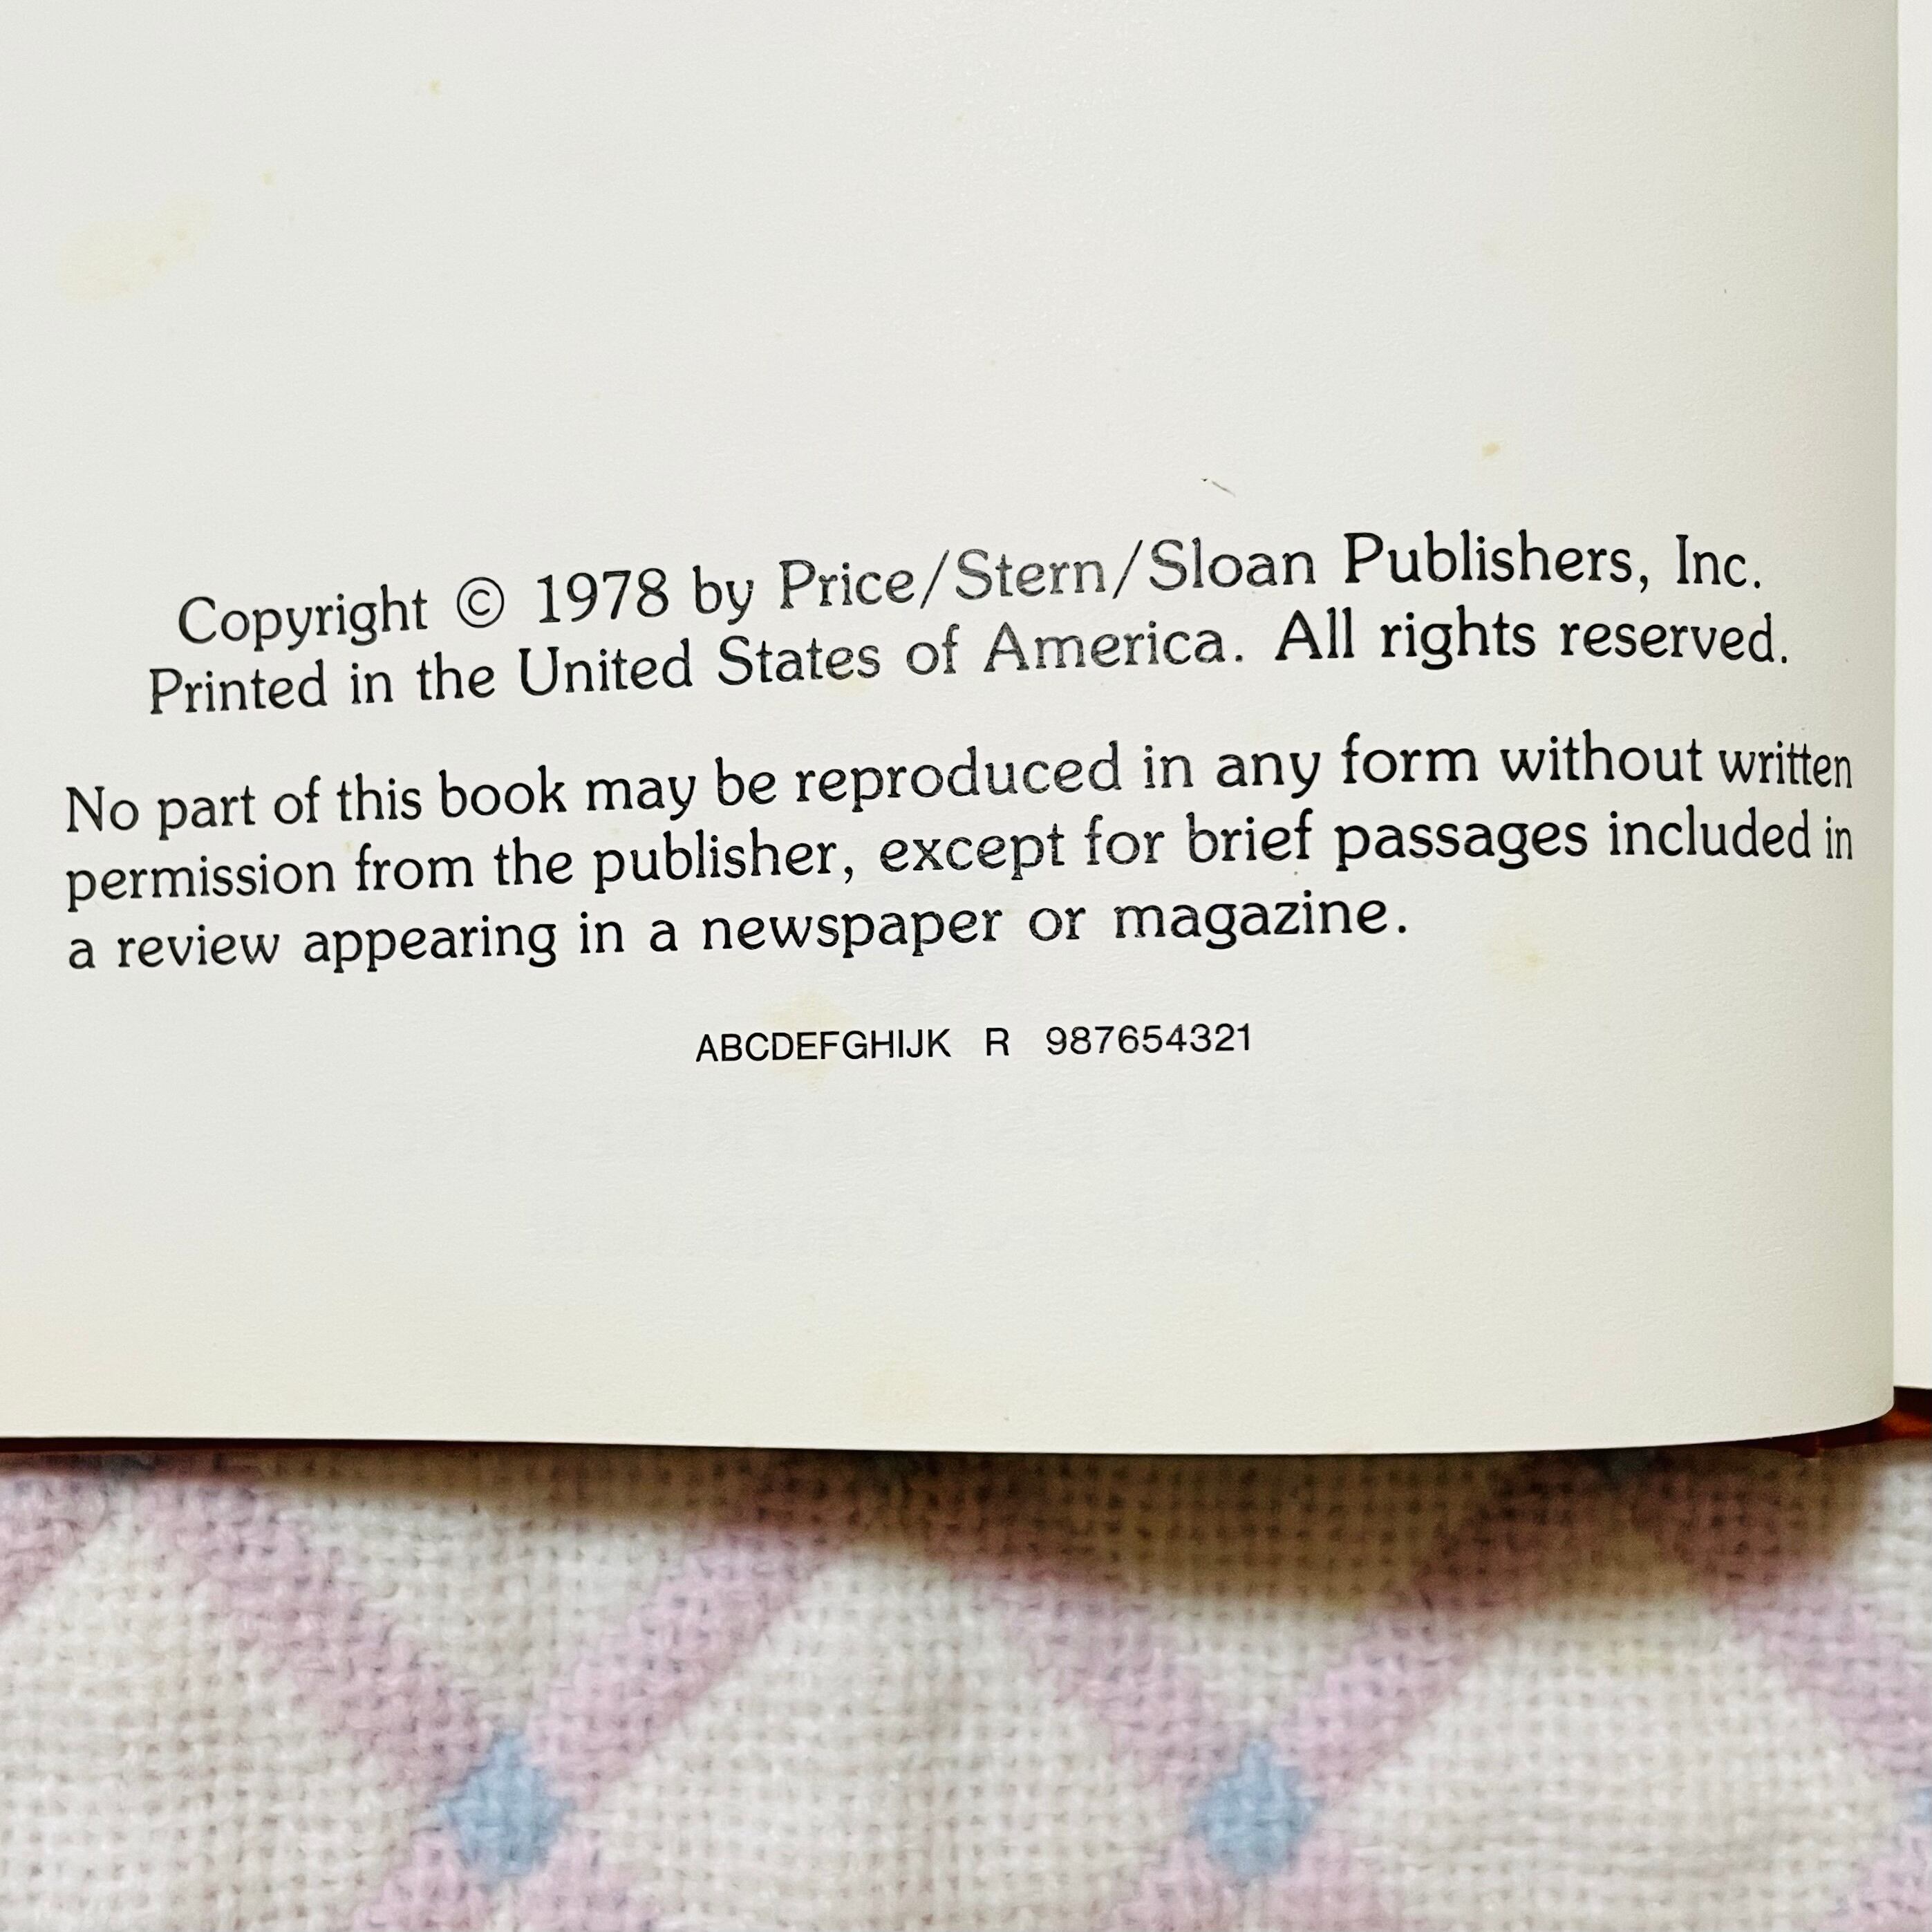 Copyright © 1978 by Price/Stern/Sloan Publishers, Inc.
Printed in the United States of America. All rights reserved.
No part of this book may be reproduced in any form without written
permission from the publisher, except for brief passages included in
a review appearing in a newspaper or magazine.
ABCDEFGHIJK R 987654321